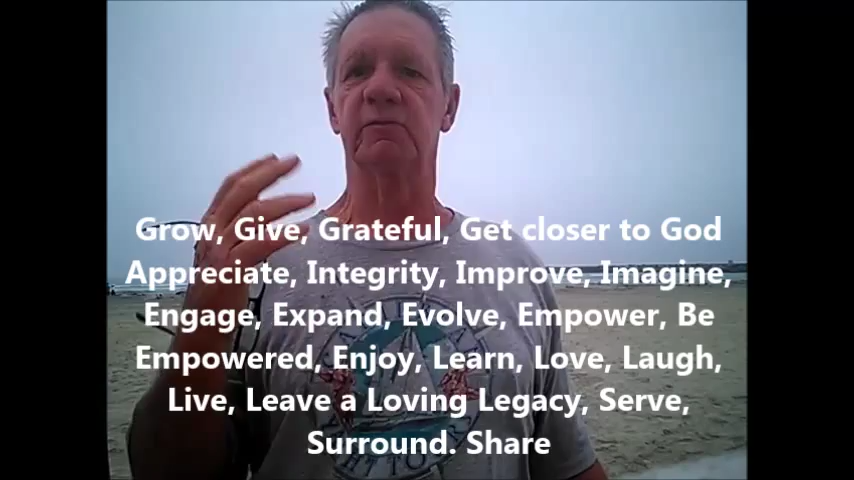 Grow, Give, Grateful, Get closer to God
Appreciate, Integrity, Improve, Imagine,
Engage, Expand, Evolve, Empower, Be
Empowered, Enjoy, Learn, Love, Laugh,
Live, Leave a Loving Legacy, Serve,
Surround. Share